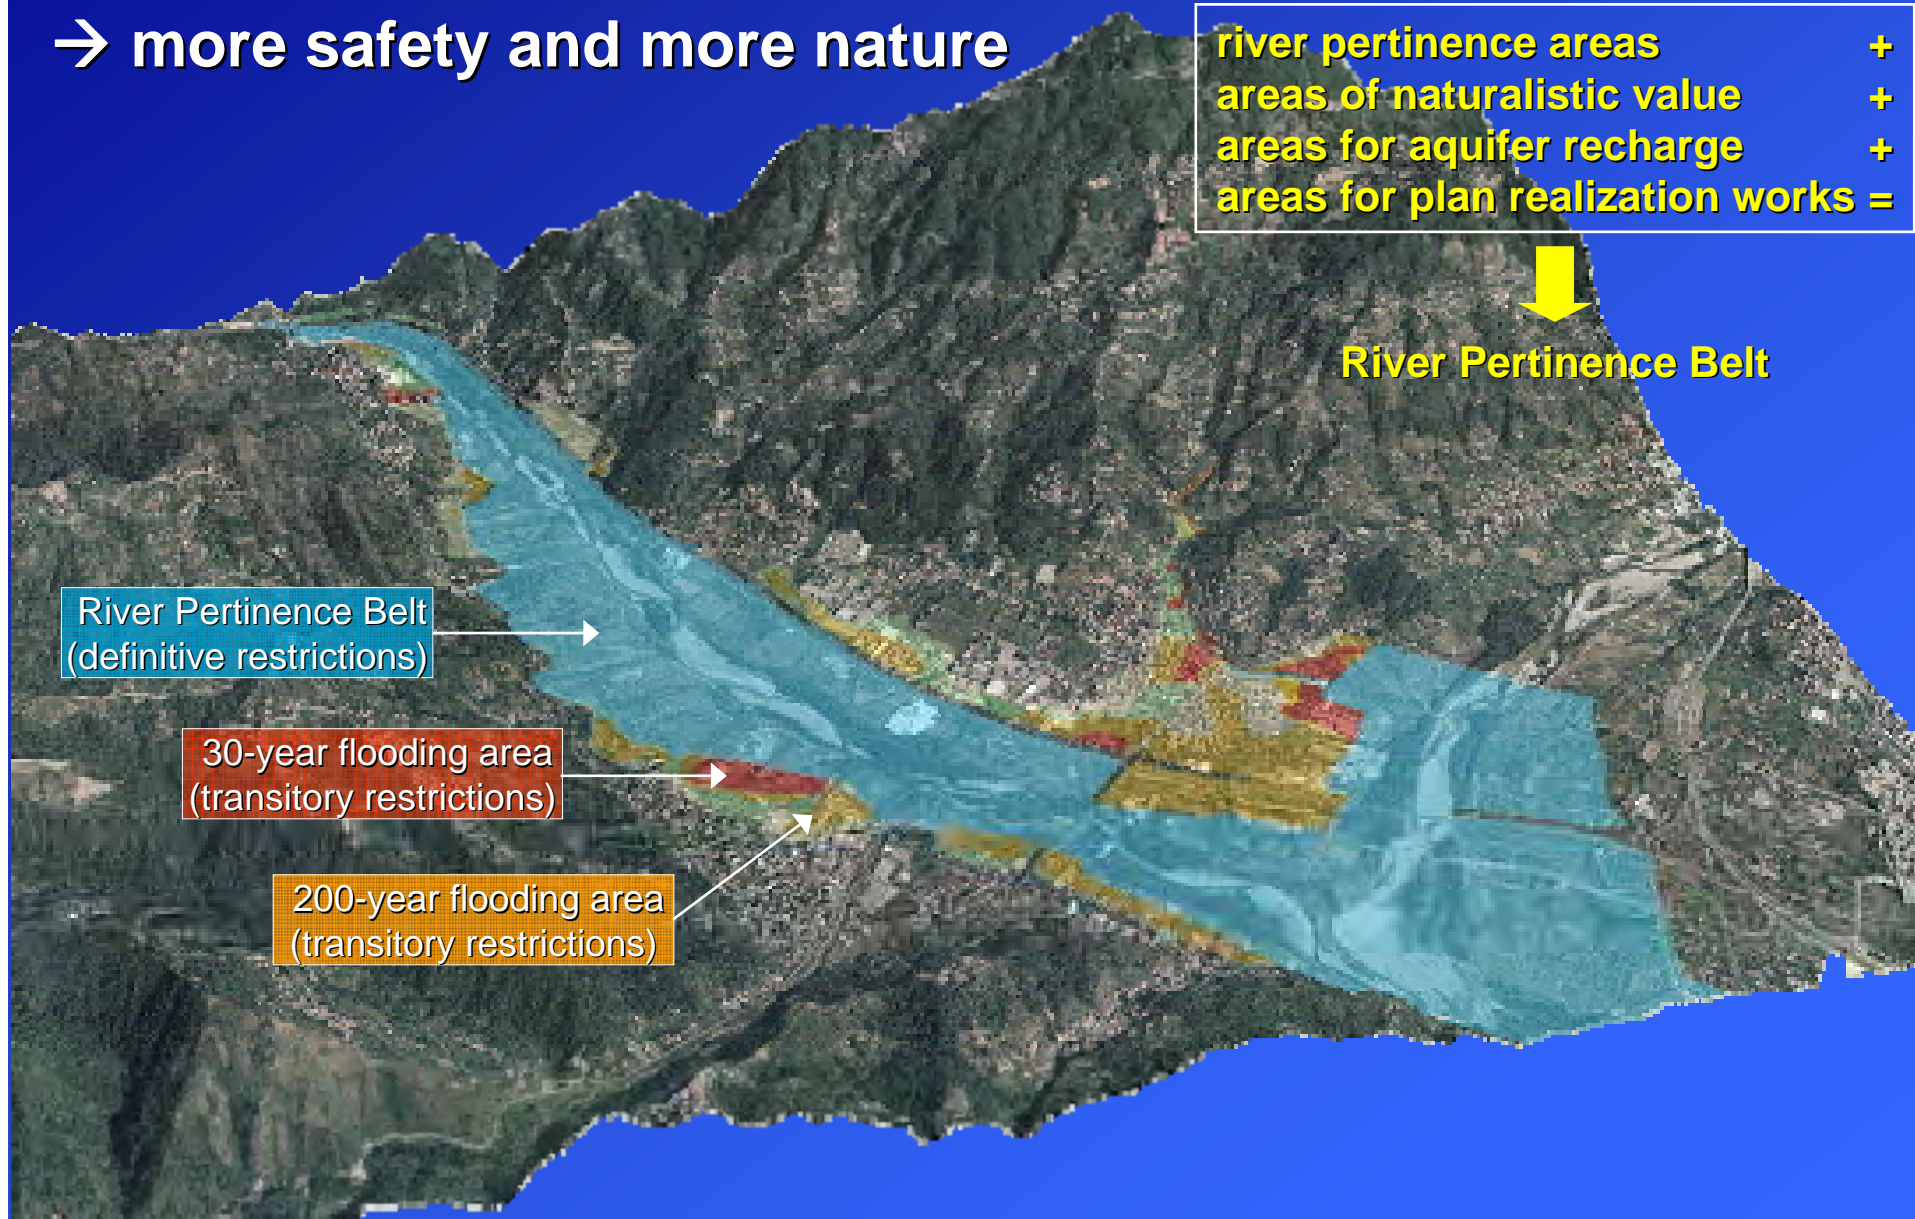 → more safety and more nature
river pertinence areas +
areas of naturalistic value +
areas for aquifer recharge +
areas for plan realization works =
River Pertinence Belt
River Pertinence Belt
(definitive restrictions)
30-year flooding area
(transitory restrictions)
200-year flooding area
(transitory restrictions)